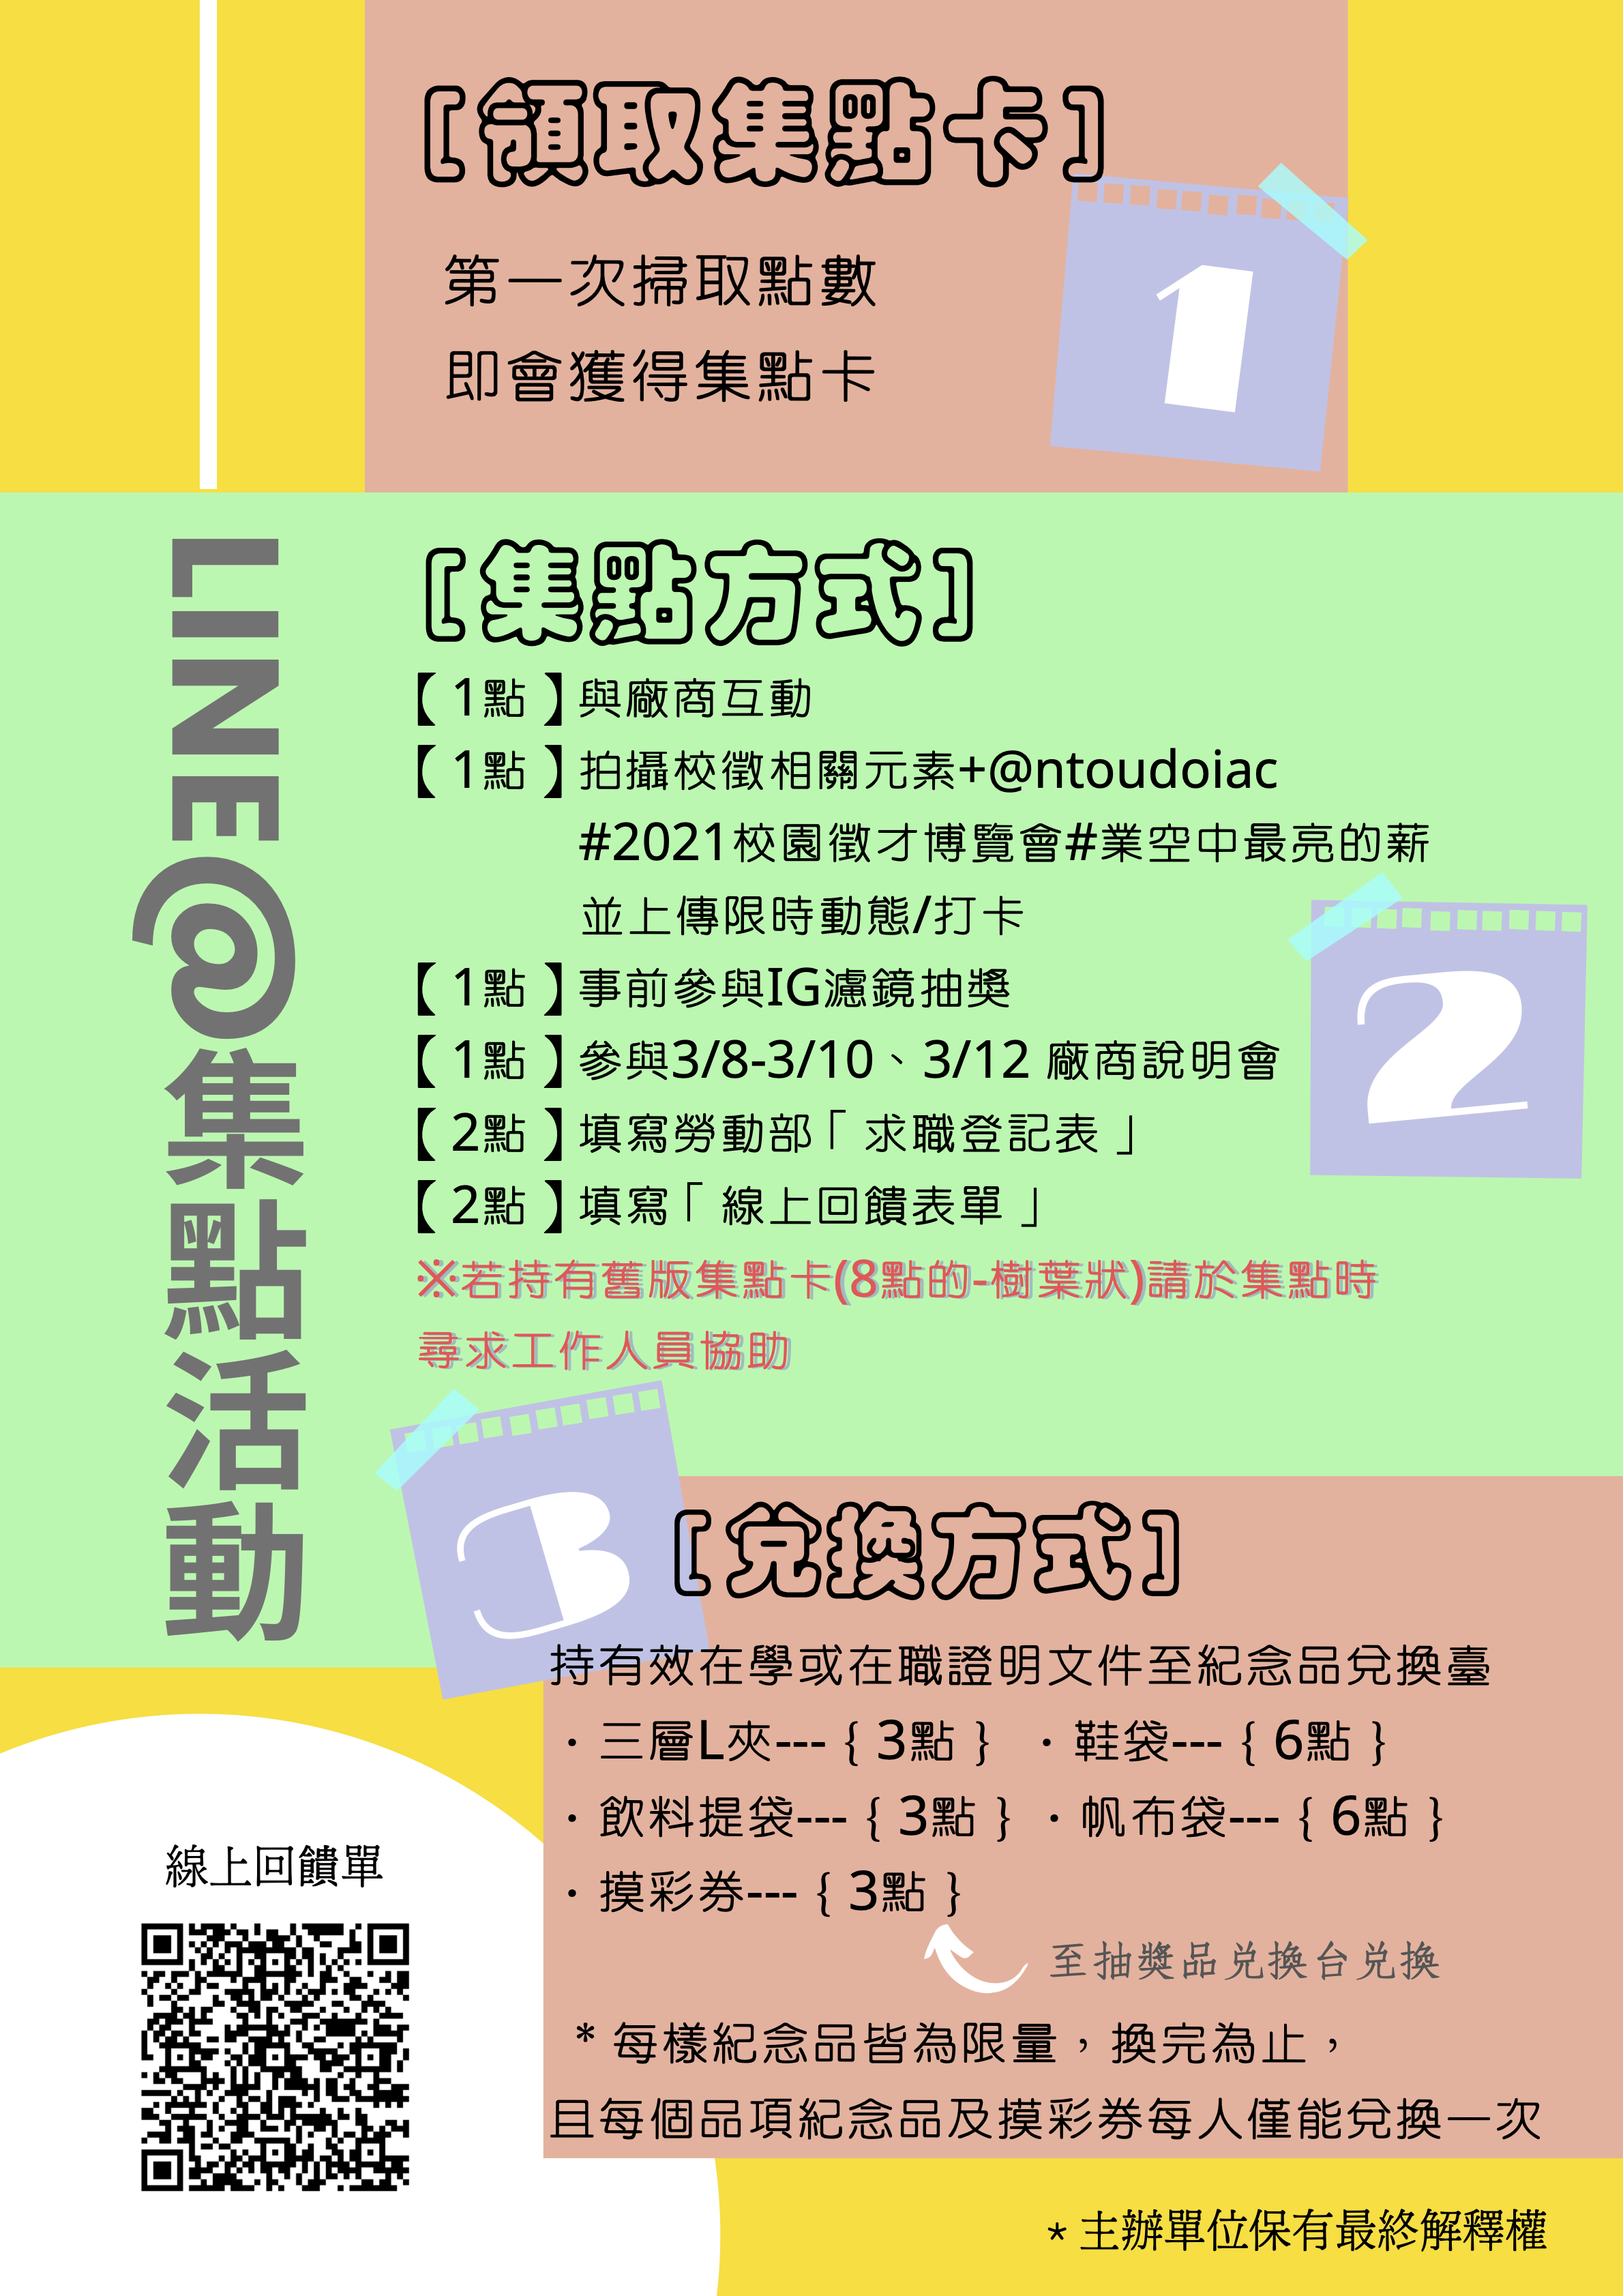 [領取集點卡]
第一次掃取點數
即會獲得集點卡
1
LINE@集點活動
[集點方式]
【1點】與廠商互動
【1點】拍攝校徵相關元素+@ntoudoiac
#2021校園徵才博覽會#業空中最亮的薪
並上傳限時動態/打卡
【1點】事前參與IG濾鏡抽獎
【1點】參與3/8-3/10、3/12 廠商說明會
【2點】填寫勞動部「求職登記表」
【2點】填寫「線上回饋表單」
※若持有舊版集點卡(8點的-樹葉狀)請於集點時
尋求工作人員協助
2
3
[兌換方式]
持有效在學或在職證明文件至紀念品兌換臺
·三層L夾---{3點} ·鞋袋---{6點}
·飲料提袋---{3點} ·帆布袋---{6點}
·摸彩券---{3點}
至抽獎品兌換台兌換
* 每樣紀念品皆為限量，換完為止，
且每個品項紀念品及摸彩券每人僅能兌換一次
線上回饋單
* 主辦單位保有最終解釋權